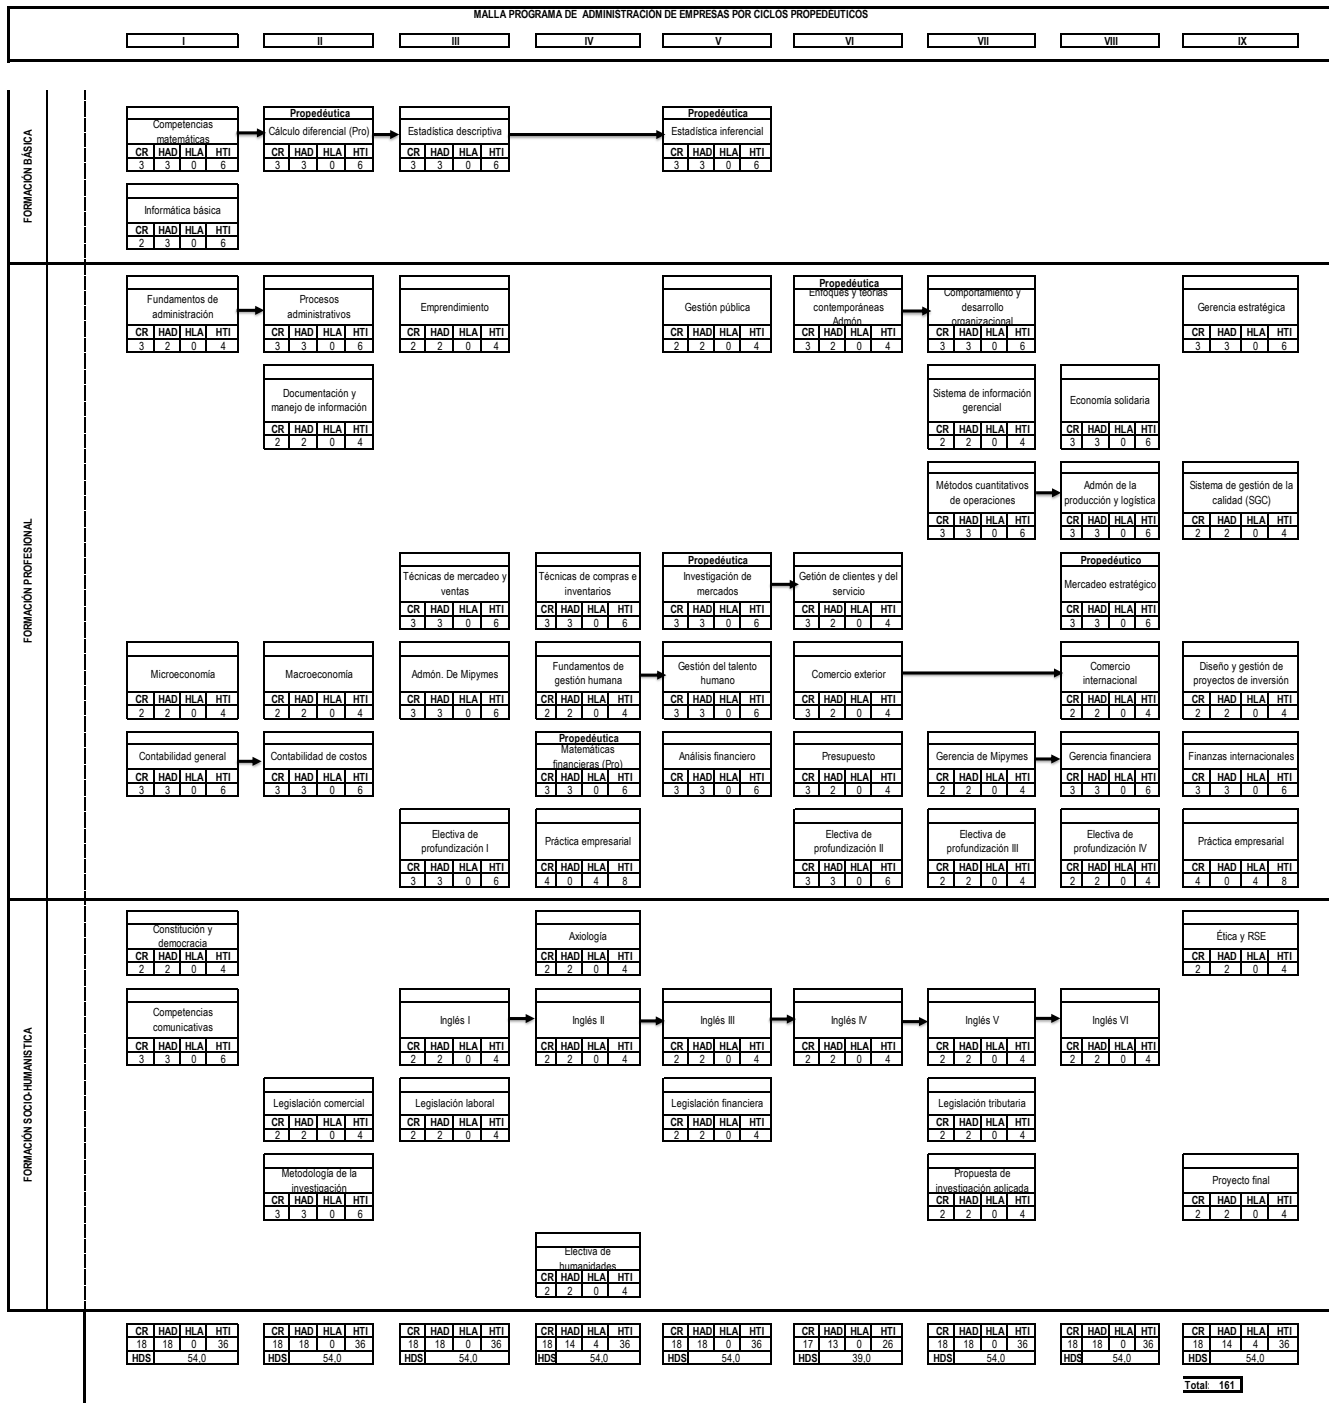 MALLA PROGRAMA DE  ADMINISTRACIÓN DE EMPRESAS POR CICLOS PROPEDÉUTICOS
I II III IV V VI VII VIII IX
FORMACIÓN BÁSICA
Propedéutica Propedéutica
Competencias matemáticas Cálculo diferencial (Pro) Estadística descriptiva Estadística inferencial
CR HAD HLA HTI CR HAD HLA HTI CR HAD HLA HTI CR HAD HLA HTI
3 3 0 6 3 3 0 6 3 3 0 6 3 3 0 6
Informática básica
CR HAD HLA HTI
2 3 0 6
FORMACIÓN PROFESIONAL
Propedéutica
Fundamentos de administración Procesos administrativos Emprendimiento Gestión pública Enfoques y teorías contemporáneas Admón Comportamiento y desarrollo organizacional Gerencia estratégica
CR HAD HLA HTI CR HAD HLA HTI CR HAD HLA HTI CR HAD HLA HTI CR HAD HLA HTI CR HAD HLA HTI CR HAD HLA HTI
3 2 0 4 3 3 0 6 2 2 0 4 2 2 0 4 3 2 0 4 3 3 0 6 3 3 0 6
Documentación y manejo de información Sistema de información gerencial Economía solidaria
CR HAD HLA HTI CR HAD HLA HTI CR HAD HLA HTI
2 2 0 4 2 2 0 4 3 3 0 6
Métodos cuantitativos de operaciones Admón de la producción y logística Sistema de gestión de la calidad (SGC)
CR HAD HLA HTI CR HAD HLA HTI CR HAD HLA HTI
3 3 0 6 3 3 0 6 2 2 0 4
Propedéutica Propedéutico
Técnicas de mercadeo y ventas Técnicas de compras e inventarios Investigación de mercados Getión de clientes y del servicio Mercadeo estratégico
CR HAD HLA HTI CR HAD HLA HTI CR HAD HLA HTI CR HAD HLA HTI CR HAD HLA HTI
3 3 0 6 3 3 0 6 3 3 0 6 3 2 0 4 3 3 0 6
Microeconomía Macroeconomía Admón. De Mipymes Fundamentos de gestión humana Gestión del talento humano Comercio exterior Comercio internacional Diseño y gestión de proyectos de inversión
CR HAD HLA HTI CR HAD HLA HTI CR HAD HLA HTI CR HAD HLA HTI CR HAD HLA HTI CR HAD HLA HTI CR HAD HLA HTI CR HAD HLA HTI
2 2 0 4 2 2 0 4 3 3 0 6 2 2 0 4 3 3 0 6 3 2 0 4 2 2 0 4 2 2 0 4
Propedéutica
Contabilidad general Contabilidad de costos Matemáticas financieras (Pro) Análisis financiero Presupuesto Gerencia de Mipymes Gerencia financiera Finanzas internacionales
CR HAD HLA HTI CR HAD HLA HTI CR HAD HLA HTI CR HAD HLA HTI CR HAD HLA HTI CR HAD HLA HTI CR HAD HLA HTI CR HAD HLA HTI
3 3 0 6 3 3 0 6 3 3 0 6 3 3 0 6 3 2 0 4 2 2 0 4 3 3 0 6 3 3 0 6
Electiva de profundización I Práctica empresarial Electiva de profundización II Electiva de profundización III Electiva de profundización IV Práctica empresarial
CR HAD HLA HTI CR HAD HLA HTI CR HAD HLA HTI CR HAD HLA HTI CR HAD HLA HTI CR HAD HLA HTI
3 3 0 6 4 0 4 8 3 3 0 6 2 2 0 4 2 2 0 4 4 0 4 8
FORMACIÓN SOCIO-HUMANISTICA
Constitución y democracia Axiología Ética y RSE
CR HAD HLA HTI CR HAD HLA HTI CR HAD HLA HTI
2 2 0 4 2 2 0 4 2 2 0 4
Competencias comunicativas Inglés I Inglés II Inglés III Inglés IV Inglés V Inglés VI
CR HAD HLA HTI CR HAD HLA HTI CR HAD HLA HTI CR HAD HLA HTI CR HAD HLA HTI CR HAD HLA HTI CR HAD HLA HTI
3 3 0 6 2 2 0 4 2 2 0 4 2 2 0 4 2 2 0 4 2 2 0 4 2 2 0 4
Legislación comercial Legislación laboral Legislación financiera Legislación tributaria
CR HAD HLA HTI CR HAD HLA HTI CR HAD HLA HTI CR HAD HLA HTI
2 2 0 4 2 2 0 4 2 2 0 4 2 2 0 4
Metodología de la investigación Propuesta de investigación aplicada Proyecto final
CR HAD HLA HTI CR HAD HLA HTI CR HAD HLA HTI
3 3 0 6 2 2 0 4 2 2 0 4
Electiva de humanidades
CR HAD HLA HTI
2 2 0 4
CR HAD HLA HTI CR HAD HLA HTI CR HAD HLA HTI CR HAD HLA HTI CR HAD HLA HTI CR HAD HLA HTI CR HAD HLA HTI CR HAD HLA HTI CR HAD HLA HTI
18 18 0 36 18 18 0 36 18 18 0 36 18 14 4 36 18 18 0 36 17 13 0 26 18 18 0 36 18 18 0 36 18 14 4 36
HDS 54,0 HDS 54,0 HDS 54,0 HDS 54,0 HDS 54,0 HDS 39,0 HDS 54,0 HDS 54,0 HDS 54,0
Total: 161